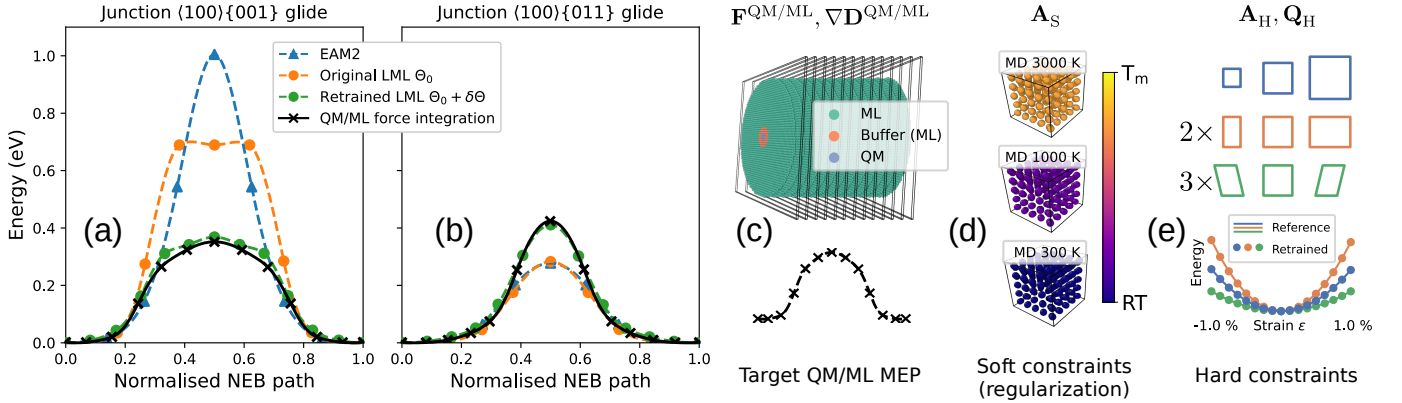 Junction ⟨100⟩{001} glide
Junction ⟨100⟩{011} glide
F^QM/ML, ∇D^QM/ML
A_S
A_H, Q_H
Energy (eV)
1.0
0.8
0.6
0.4
0.2
0.0
EAM2
Original LML Θ₀
Retrained LML Θ₀ + δΘ
QM/ML force integration
(a)
(b)
0.0
0.2
0.4
0.6
0.8
1.0
Normalised NEB path
0.0
0.2
0.4
0.6
0.8
1.0
Normalised NEB path
ML
Buffer (ML)
QM
(c)
Target QM/ML MEP
MD 3000 K
MD 1000 K
MD 300 K
T_m
RT
(d)
Soft constraints
(regularization)
2×
3×
(e)
Reference
Retrained
Energy
-1.0 %
Strain ε
1.0 %
Hard constraints